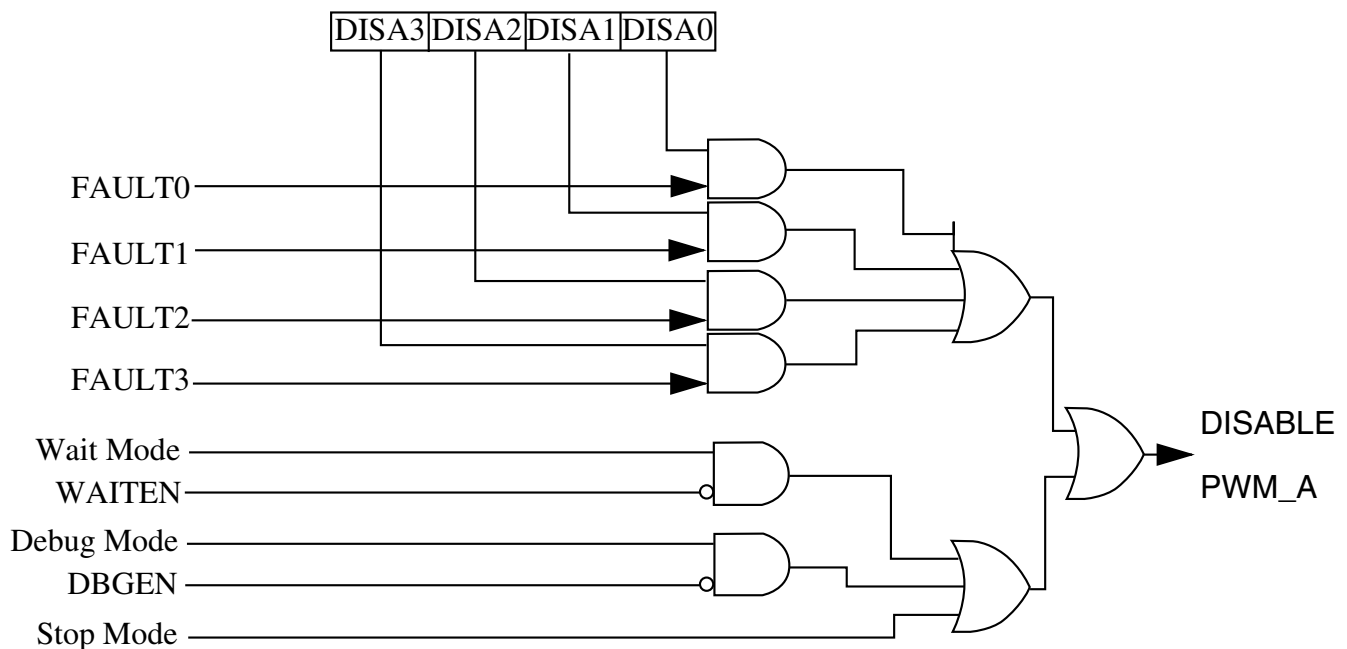 DISA3 DISA2 DISA1 DISA0
FAULT0
FAULT1
FAULT2
FAULT3
Wait Mode
WAITEN
Debug Mode
DBGEN
Stop Mode
DISABLE
PWM_A